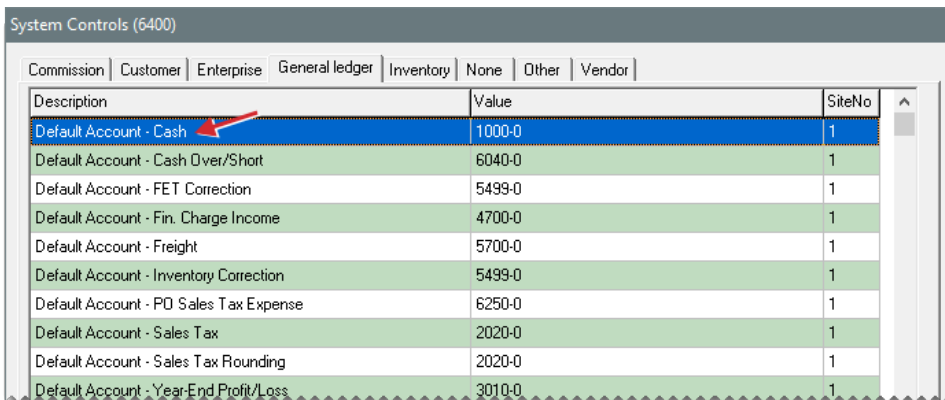 System Controls (6400)
Commission Customer Enterprise General ledger Inventory None Other Vendor
Description Value SiteNo
Default Account - Cash 1000-0 1
Default Account - Cash Over/Short 6040-0 1
Default Account - FET Correction 5499-0 1
Default Account - Fin. Charge Income 4700-0 1
Default Account - Freight 5700-0 1
Default Account - Inventory Correction 5499-0 1
Default Account - PO Sales Tax Expense 6250-0 1
Default Account - Sales Tax 2020-0 1
Default Account - Sales Tax Rounding 2020-0 1
Default Account - Year-End Profit/Loss 3010-0 1